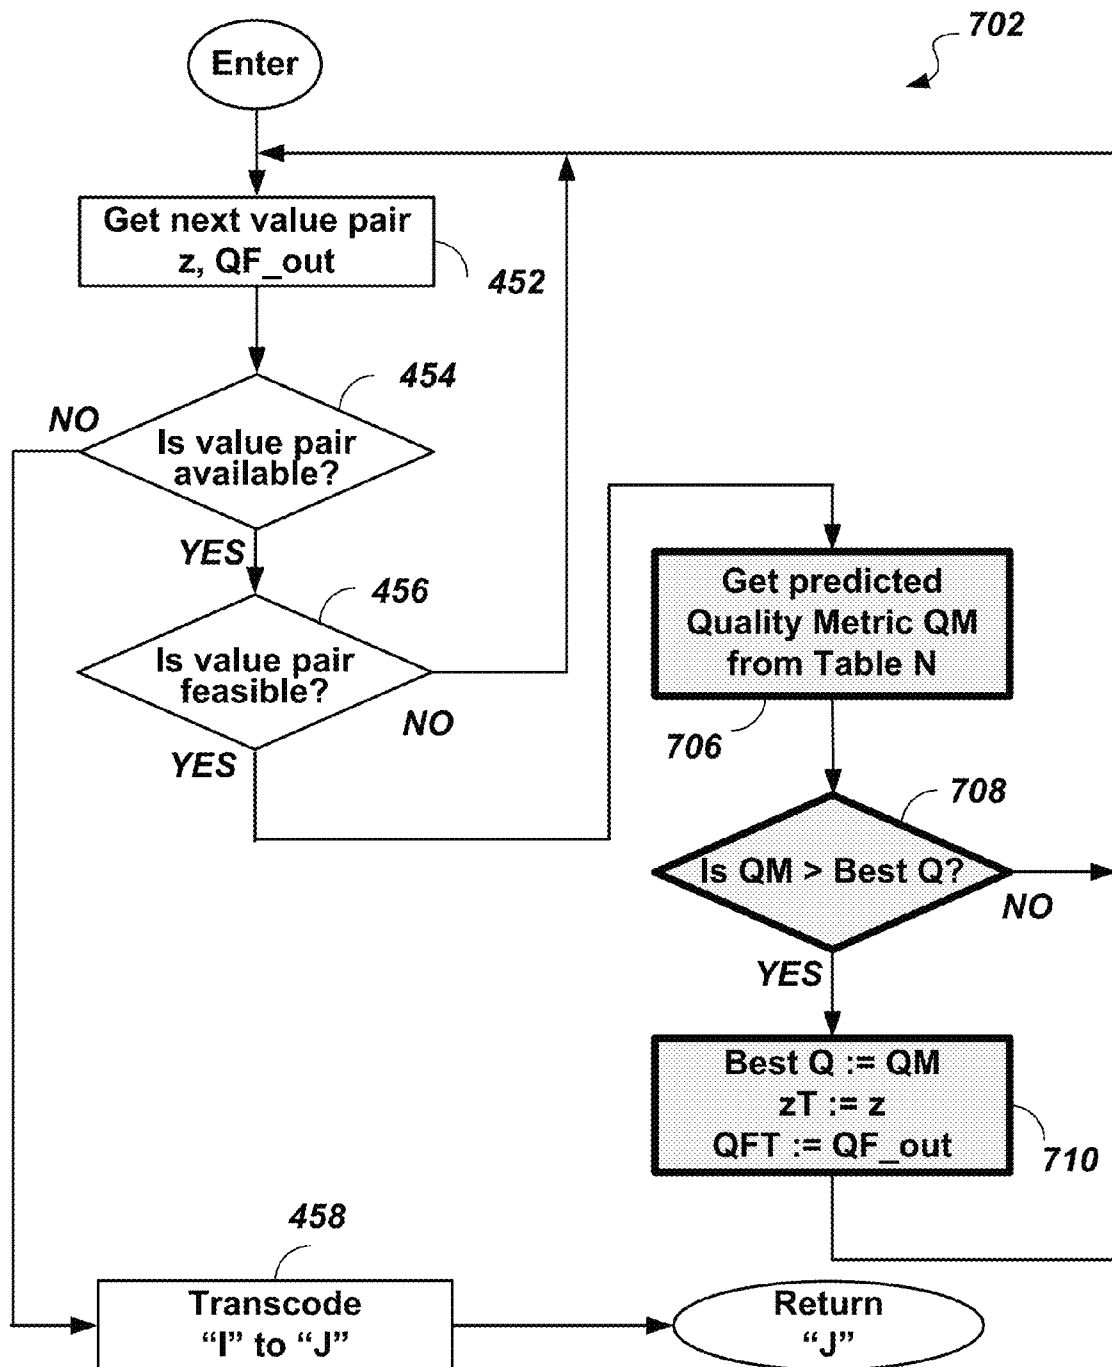 702
Enter
Get next value pair
z, QF_out
452
454
NO
Is value pair
available?
YES
456
Is value pair
feasible?
NO
YES
Get predicted
Quality Metric QM
from Table N
706
708
Is QM > Best Q?
NO
YES
Best Q := QM
zT := z
QFT := QF_out
710
458
Transcode
“I” to “J”
Return
“J”